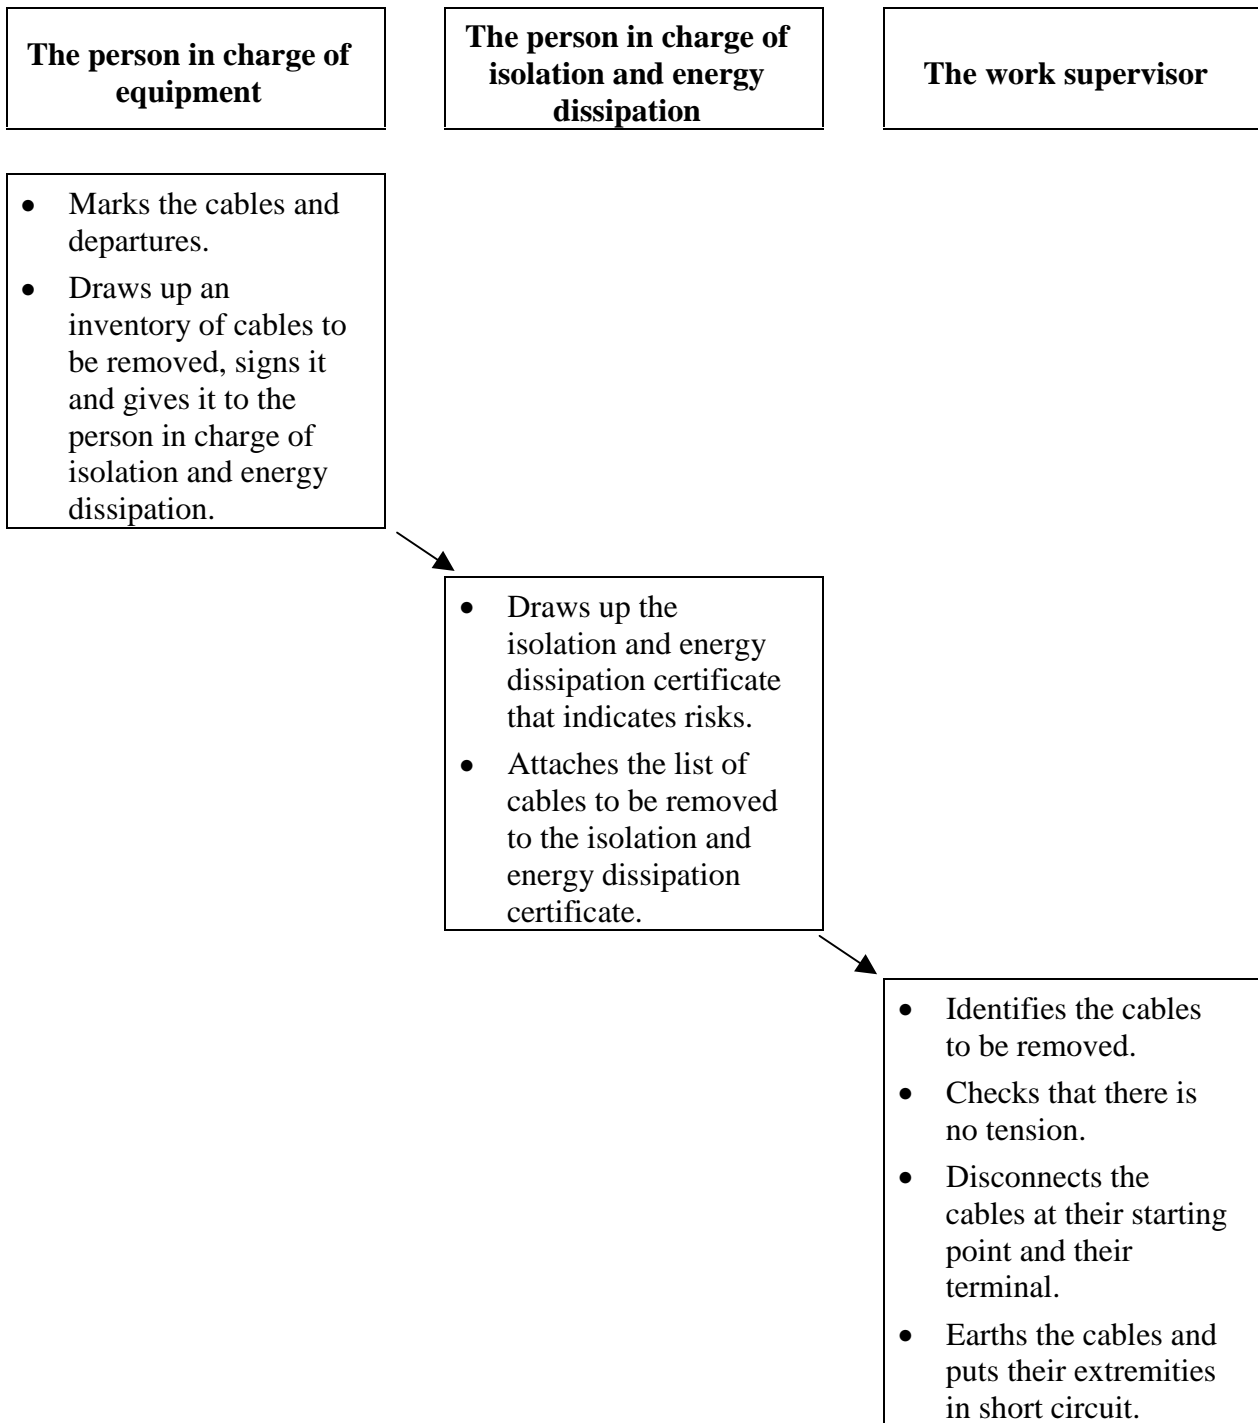 The person in charge of
equipment
The person in charge of
isolation and energy
dissipation
The work supervisor
• Marks the cables and
departures.
• Draws up an
inventory of cables to
be removed, signs it
and gives it to the
person in charge of
isolation and energy
dissipation.
• Draws up the
isolation and energy
dissipation certificate
that indicates risks.
• Attaches the list of
cables to be removed
to the isolation and
energy dissipation
certificate.
• Identifies the cables
to be removed.
• Checks that there is
no tension.
• Disconnects the
cables at their starting
point and their
terminal.
• Earths the cables and
puts their extremities
in short circuit.